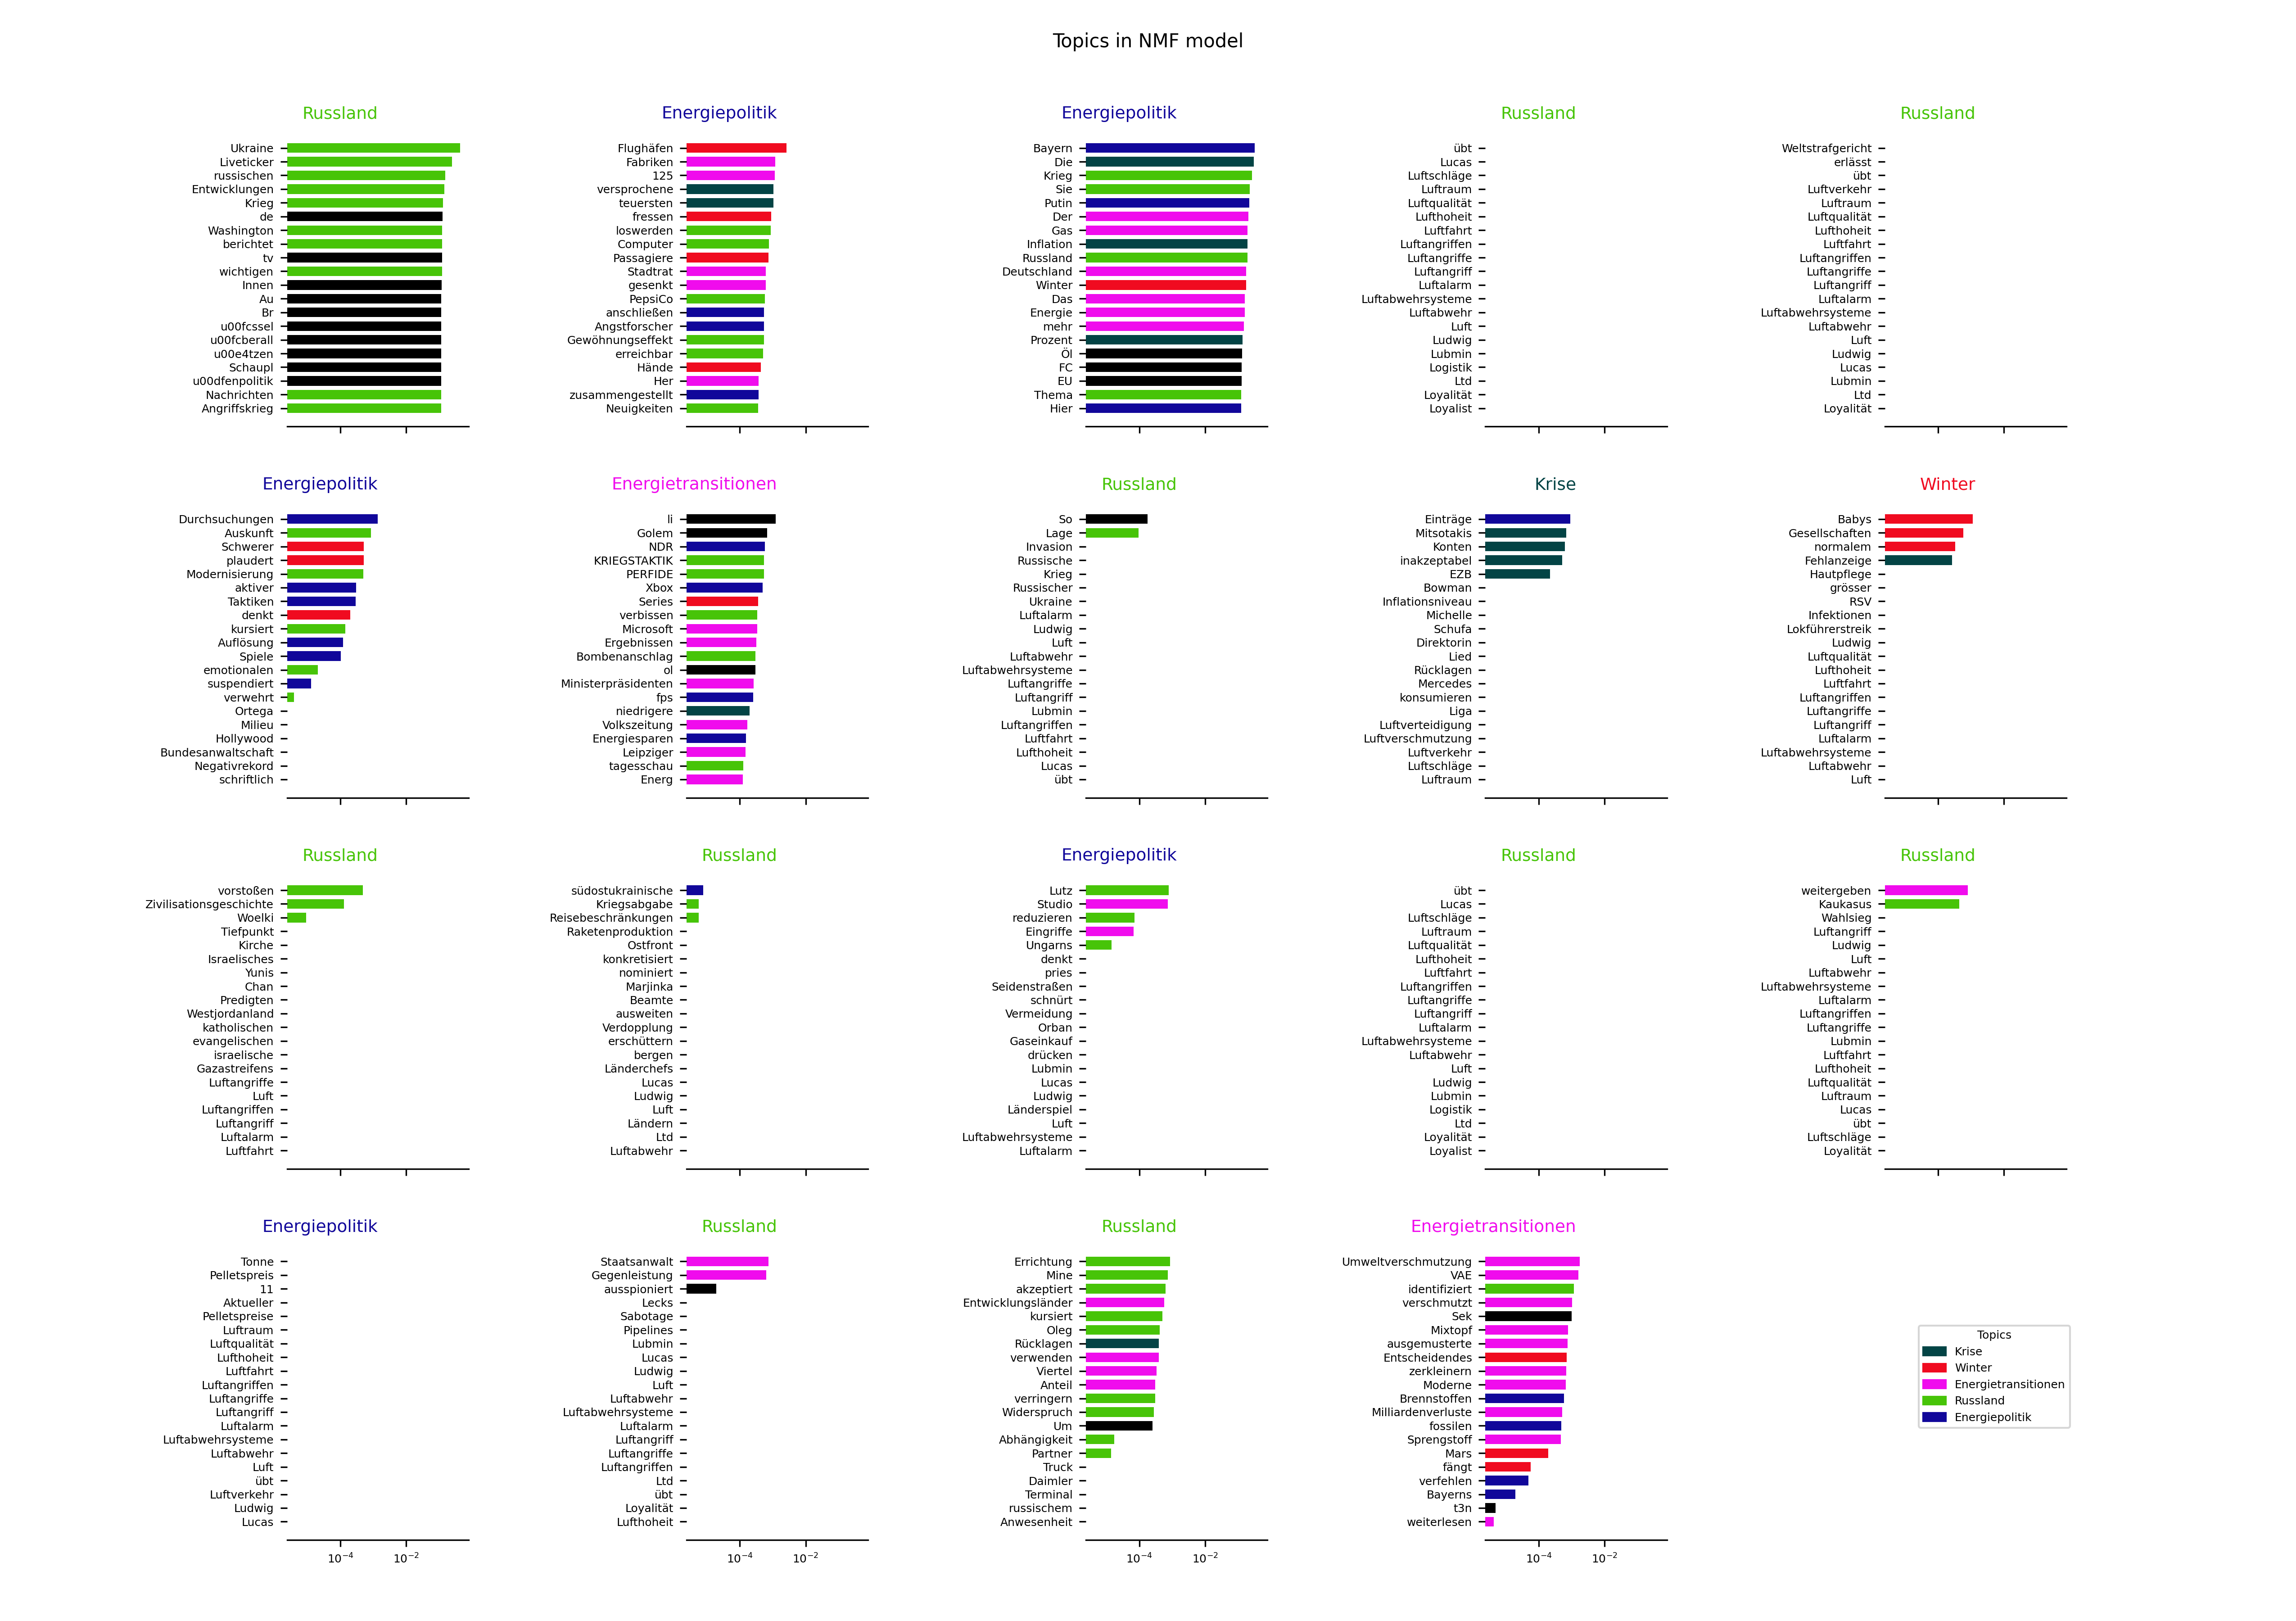 Topics in NMF model
Russland
Ukraine
Liveticker
russischen
Entwicklungen
Krieg
de
Washington
berichtet
tv
wichtigen
Innen
Au
Br
u00fcssel
u00fcberall
u00e4tzen
Schaupl
u00dfenpolitik
Nachrichten
Angriffskrieg
Energiepolitik
Flughäfen
Fabriken
125
versprochene
teuersten
fressen
loswerden
Computer
Passagiere
Stadtrat
gesenkt
PepsiCo
anschließen
Angstforscher
Gewöhnungseffekt
erreichbar
Hände
Her
zusammengestellt
Neuigkeiten
Energiepolitik
Bayern
Die
Krieg
Sie
Putin
Der
Gas
Inflation
Russland
Deutschland
Winter
Das
Energie
mehr
Prozent
Öl
FC
EU
Thema
Hier
Russland
übt
Lucas
Luftschläge
Luftraum
Luftqualität
Lufthoheit
Luftfahrt
Luftangriffen
Luftangriffe
Luftangriff
Luftalarm
Luftabwehrsysteme
Luftabwehr
Luft
Ludwig
Lubmin
Logistik
Ltd
Loyalität
Loyalist
Russland
Weltstrafgericht
erlässt
übt
Luftverkehr
Luftraum
Luftqualität
Lufthoheit
Luftfahrt
Luftangriffen
Luftangriffe
Luftangriff
Luftalarm
Luftabwehrsysteme
Luftabwehr
Luft
Ludwig
Lucas
Lubmin
Ltd
Loyalität
Energiepolitik
Durchsuchungen
Auskunft
Schwerer
plaudert
Modernisierung
aktiver
Taktiken
denkt
kursiert
Auflösung
Spiele
emotionalen
suspendiert
verwehrt
Ortega
Milieu
Hollywood
Bundesanwaltschaft
Negativrekord
schriftlich
Energietransitionen
li
Golem
NDR
KRIEGSTAKTIK
PERFIDE
Xbox
Series
verbissen
Microsoft
Ergebnissen
Bombenanschlag
ol
Ministerpräsidenten
fps
niedrigere
Volkszeitung
Energiesparen
Leipziger
tagesschau
Energ
Russland
So
Lage
Invasion
Russische
Krieg
Russischer
Ukraine
Luftalarm
Ludwig
Luft
Luftabwehr
Luftabwehrsysteme
Luftangriffe
Luftangriff
Lubmin
Luftangriffen
Luftfahrt
Lufthoheit
Lucas
übt
Krise
Einträge
Mitsotakis
Konten
inakzeptabel
EZB
Bowman
Inflationsniveau
Michelle
Schufa
Direktorin
Lied
Rücklagen
Mercedes
konsumieren
Liga
Luftverteidigung
Luftverschmutzung
Luftverkehr
Luftschläge
Luftraum
Winter
Babys
Gesellschaften
normalem
Fehlanzeige
Hautpflege
grösser
RSV
Infektionen
Lokführerstreik
Ludwig
Luftqualität
Lufthoheit
Luftfahrt
Luftangriffen
Luftangriffe
Luftangriff
Luftalarm
Luftabwehrsysteme
Luftabwehr
Luft
Russland
vorstoßen
Zivilisationsgeschichte
Woelki
Tiefpunkt
Kirche
Israelisches
Yunis
Chan
Predigten
Westjordanland
katholischen
evangelischen
israelische
Gazastreifens
Luftangriffe
Luft
Luftangriffen
Luftangriff
Luftalarm
Luftfahrt
Russland
südostukrainische
Kriegsabgabe
Reisebeschränkungen
Raketenproduktion
Ostfront
konkretisiert
nominiert
Marjinka
Beamte
ausweiten
Verdopplung
erschüttern
bergen
Länderchefs
Lucas
Ludwig
Luft
Ländern
Ltd
Luftabwehr
Energiepolitik
Lutz
Studio
reduzieren
Eingriffe
Ungarns
denkt
pries
Seidenstraßen
schnürt
Vermeidung
Orban
Gaseinkauf
drücken
Lubmin
Lucas
Ludwig
Länderspiel
Luft
Luftabwehrsysteme
Luftalarm
Russland
übt
Lucas
Luftschläge
Luftraum
Luftqualität
Lufthoheit
Luftfahrt
Luftangriffen
Luftangriffe
Luftangriff
Luftalarm
Luftabwehrsysteme
Luftabwehr
Luft
Ludwig
Lubmin
Logistik
Ltd
Loyalität
Loyalist
Russland
weitergeben
Kaukasus
Wahlsieg
Luftangriff
Ludwig
Luft
Luftabwehr
Luftabwehrsysteme
Luftalarm
Luftangriffen
Luftangriffe
Lubmin
Luftfahrt
Lufthoheit
Luftqualität
Luftraum
Lucas
übt
Luftschläge
Loyalität
Energiepolitik
Tonne
Pelletspreis
11
Aktueller
Pelletspreise
Luftraum
Luftqualität
Lufthoheit
Luftfahrt
Luftangriffen
Luftangriffe
Luftangriff
Luftalarm
Luftabwehrsysteme
Luftabwehr
Luft
übt
Luftverkehr
Ludwig
Lucas
10⁻⁴ 10⁻²
Russland
Staatsanwalt
Gegenleistung
ausspioniert
Lecks
Sabotage
Pipelines
Lubmin
Lucas
Ludwig
Luft
Luftabwehr
Luftabwehrsysteme
Luftalarm
Luftangriff
Luftangriffe
Luftangriffen
Ltd
übt
Loyalität
Lufthoheit
10⁻⁴ 10⁻²
Russland
Errichtung
Mine
akzeptiert
Entwicklungsländer
kursiert
Oleg
Rücklagen
verwenden
Viertel
Anteil
verringern
Widerspruch
Um
Abhängigkeit
Partner
Truck
Daimler
Terminal
russischem
Anwesenheit
10⁻⁴ 10⁻²
Energietransitionen
Umweltverschmutzung
VAE
identifiziert
verschmutzt
Sek
Mixtopf
ausgemusterte
Entscheidendes
zerkleinern
Moderne
Brennstoffen
Milliardenverluste
fossilen
Sprengstoff
Mars
fängt
verfehlen
Bayerns
t3n
weiterlesen
10⁻⁴ 10⁻²
Topics
Krise
Winter
Energietransitionen
Russland
Energiepolitik